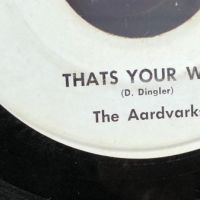 THATS YOUR W
(D. Dingler)
The Aardvark